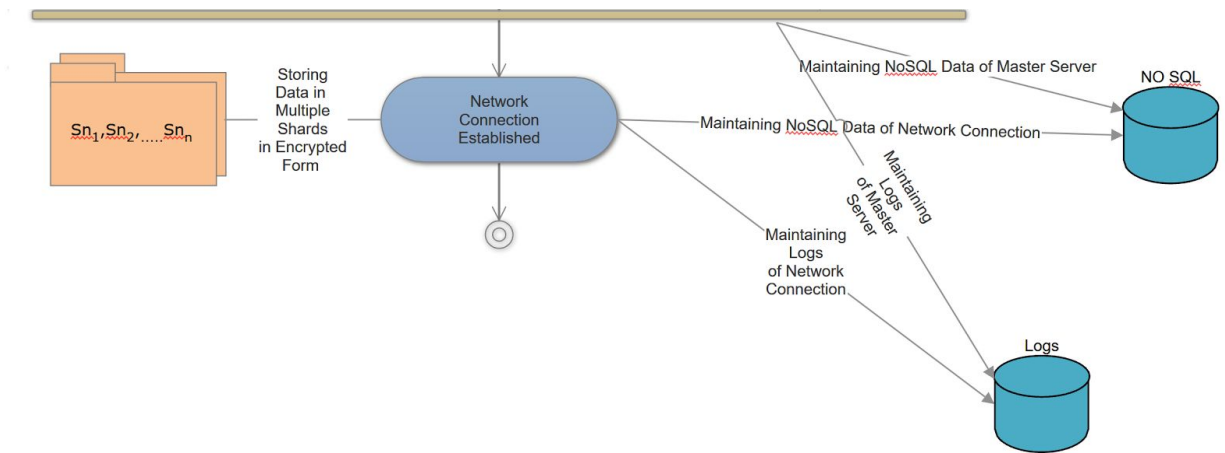 Maintaining NoSQL Data of Master Server
NO SQL
Storing
Data in
Multiple
Shards
in Encrypted
Form
Sn1,Sn2,.....Snn
Network
Connection
Established
Maintaining NoSQL Data of Network Connection
Maintaining
Logs
of Master
Server
Maintaining
Logs
of Network
Connection
Logs